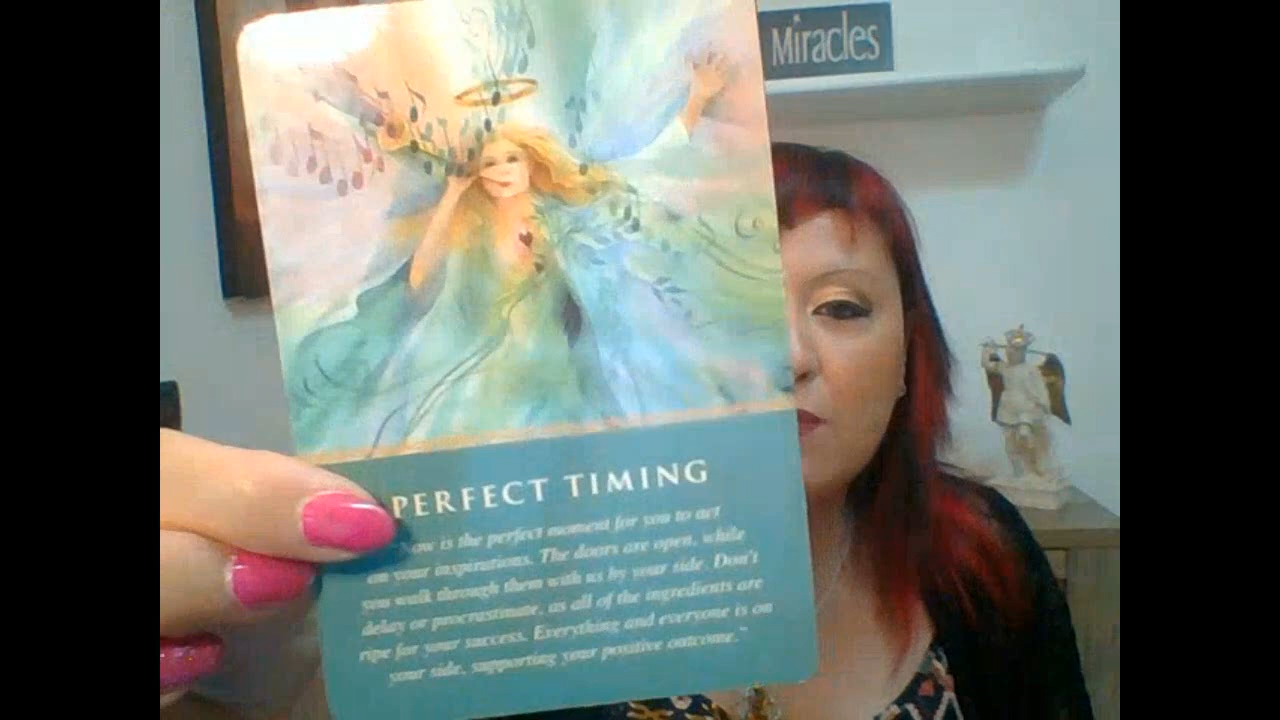 Miracles
PERFECT TIMING
ow is the perfect moment for you to act
on your inspirations. The doors are open, while
you walk through them with us by your side. Don't
delay or procrastinate, as all of the ingredients are
ripe for your success. Everything and everyone is on
your side, supporting your positive outcome."